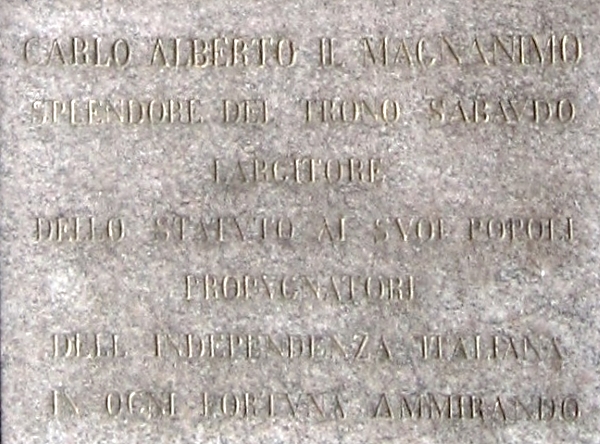 CARLO ALBERTO IL MAGNANIMO
SPLENDORE DEL TRONO SABAVDO
LARGITORE
DELLO STATVTO AI SVOI POPOLI
PROPVGNATORE
DELL INDEPENDENZA ITALIANA
IN OGNI FORTVNA AMMIRANDO